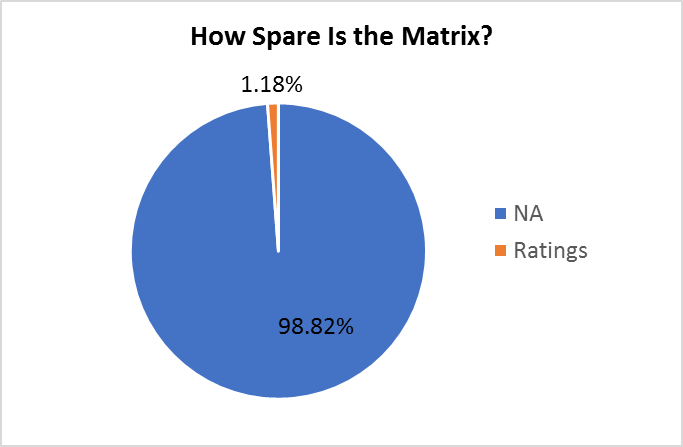 How Spare Is the Matrix?
1.18%
NA
Ratings
98.82%